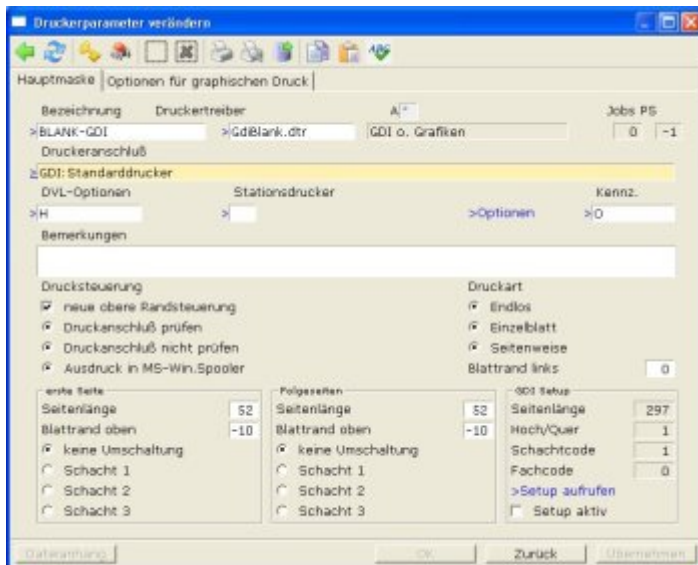 Druckerparameter verändern
Hauptmaske Optionen für graphischen Druck
Bezeichnung Druckertreiber A * Jobs PS
>BLANK-GDI >GdiBlank.dtr GDI o. Grafiken 0 -1
Druckeranschluß
>GDI: Standarddrucker
DVL-Optionen Stationsdrucker Kennz.
>H > >Optionen >O
Bemerkungen
Drucksteuerung Druckart
neue obere Randsteuerung Endlos
Druckanschluß prüfen Einzelblatt
Druckanschluß nicht prüfen Seitenweise
Ausdruck in MS-Win.Spooler Blattrand links 0
erste Seite Folgeseiten GDI Setup
Seitenlänge 52 Seitenlänge 52 Seitenlänge 297
Blattrand oben -10 Blattrand oben -10 Hoch/Quer 1
keine Umschaltung keine Umschaltung Schachtcode 1
Schacht 1 Schacht 1 Fachcode 0
Schacht 2 Schacht 2 >Setup aufrufen
Schacht 3 Schacht 3 Setup aktiv
Dateianhang OK Zurück Übernehmen